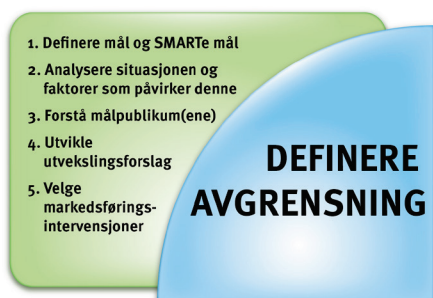 1. Definere mål og SMARTe mål
2. Analysere situasjonen og
faktorer som påvirker denne
3. Forstå målpublikum(ene)
4. Utvikle
utvekslingsforslag
5. Velge
markedsførings-
intervensjoner
DEFINERE
AVGRENSNING